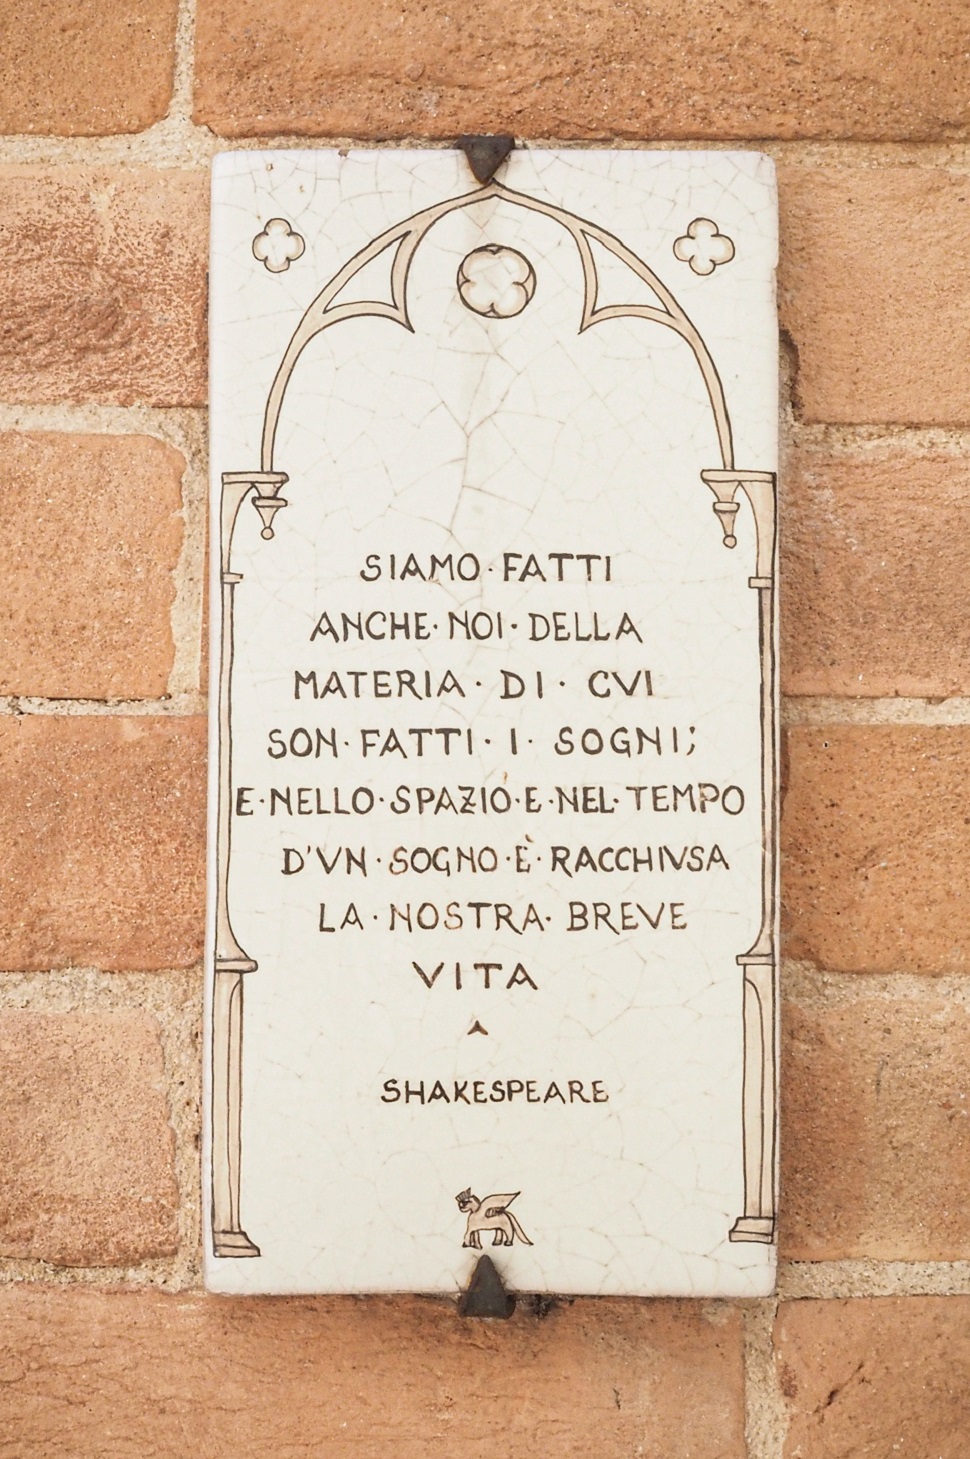 SIAMO·FATTI
ANCHE·NOI·DELLA
MATERIA·DI·CVI
SON·FATTI·I·SOGNI;
E·NELLO·SPAZIO·E·NEL·TEMPO
D'VN·SOGNO·È·RACCHIVSA
LA·NOSTRA·BREVE
VITA
SHAKESPEARE